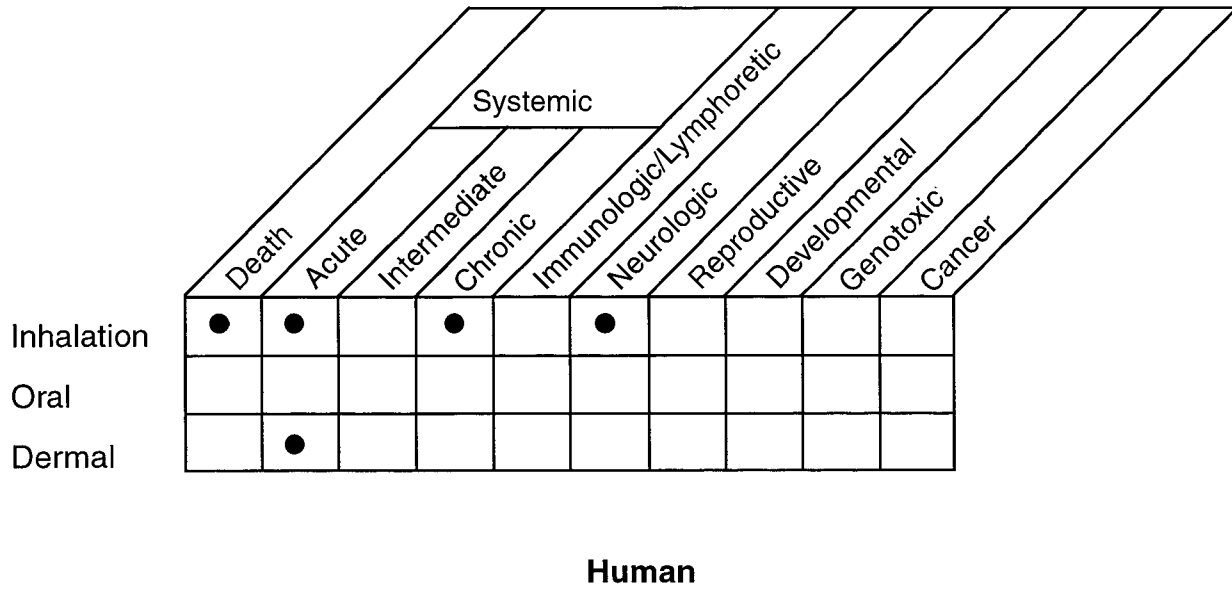 Systemic
Death
Acute
Intermediate
Chronic
Immunologic/Lymphoretic
Neurologic
Reproductive
Developmental
Genotoxic
Cancer
Inhalation
Oral
Dermal
Human